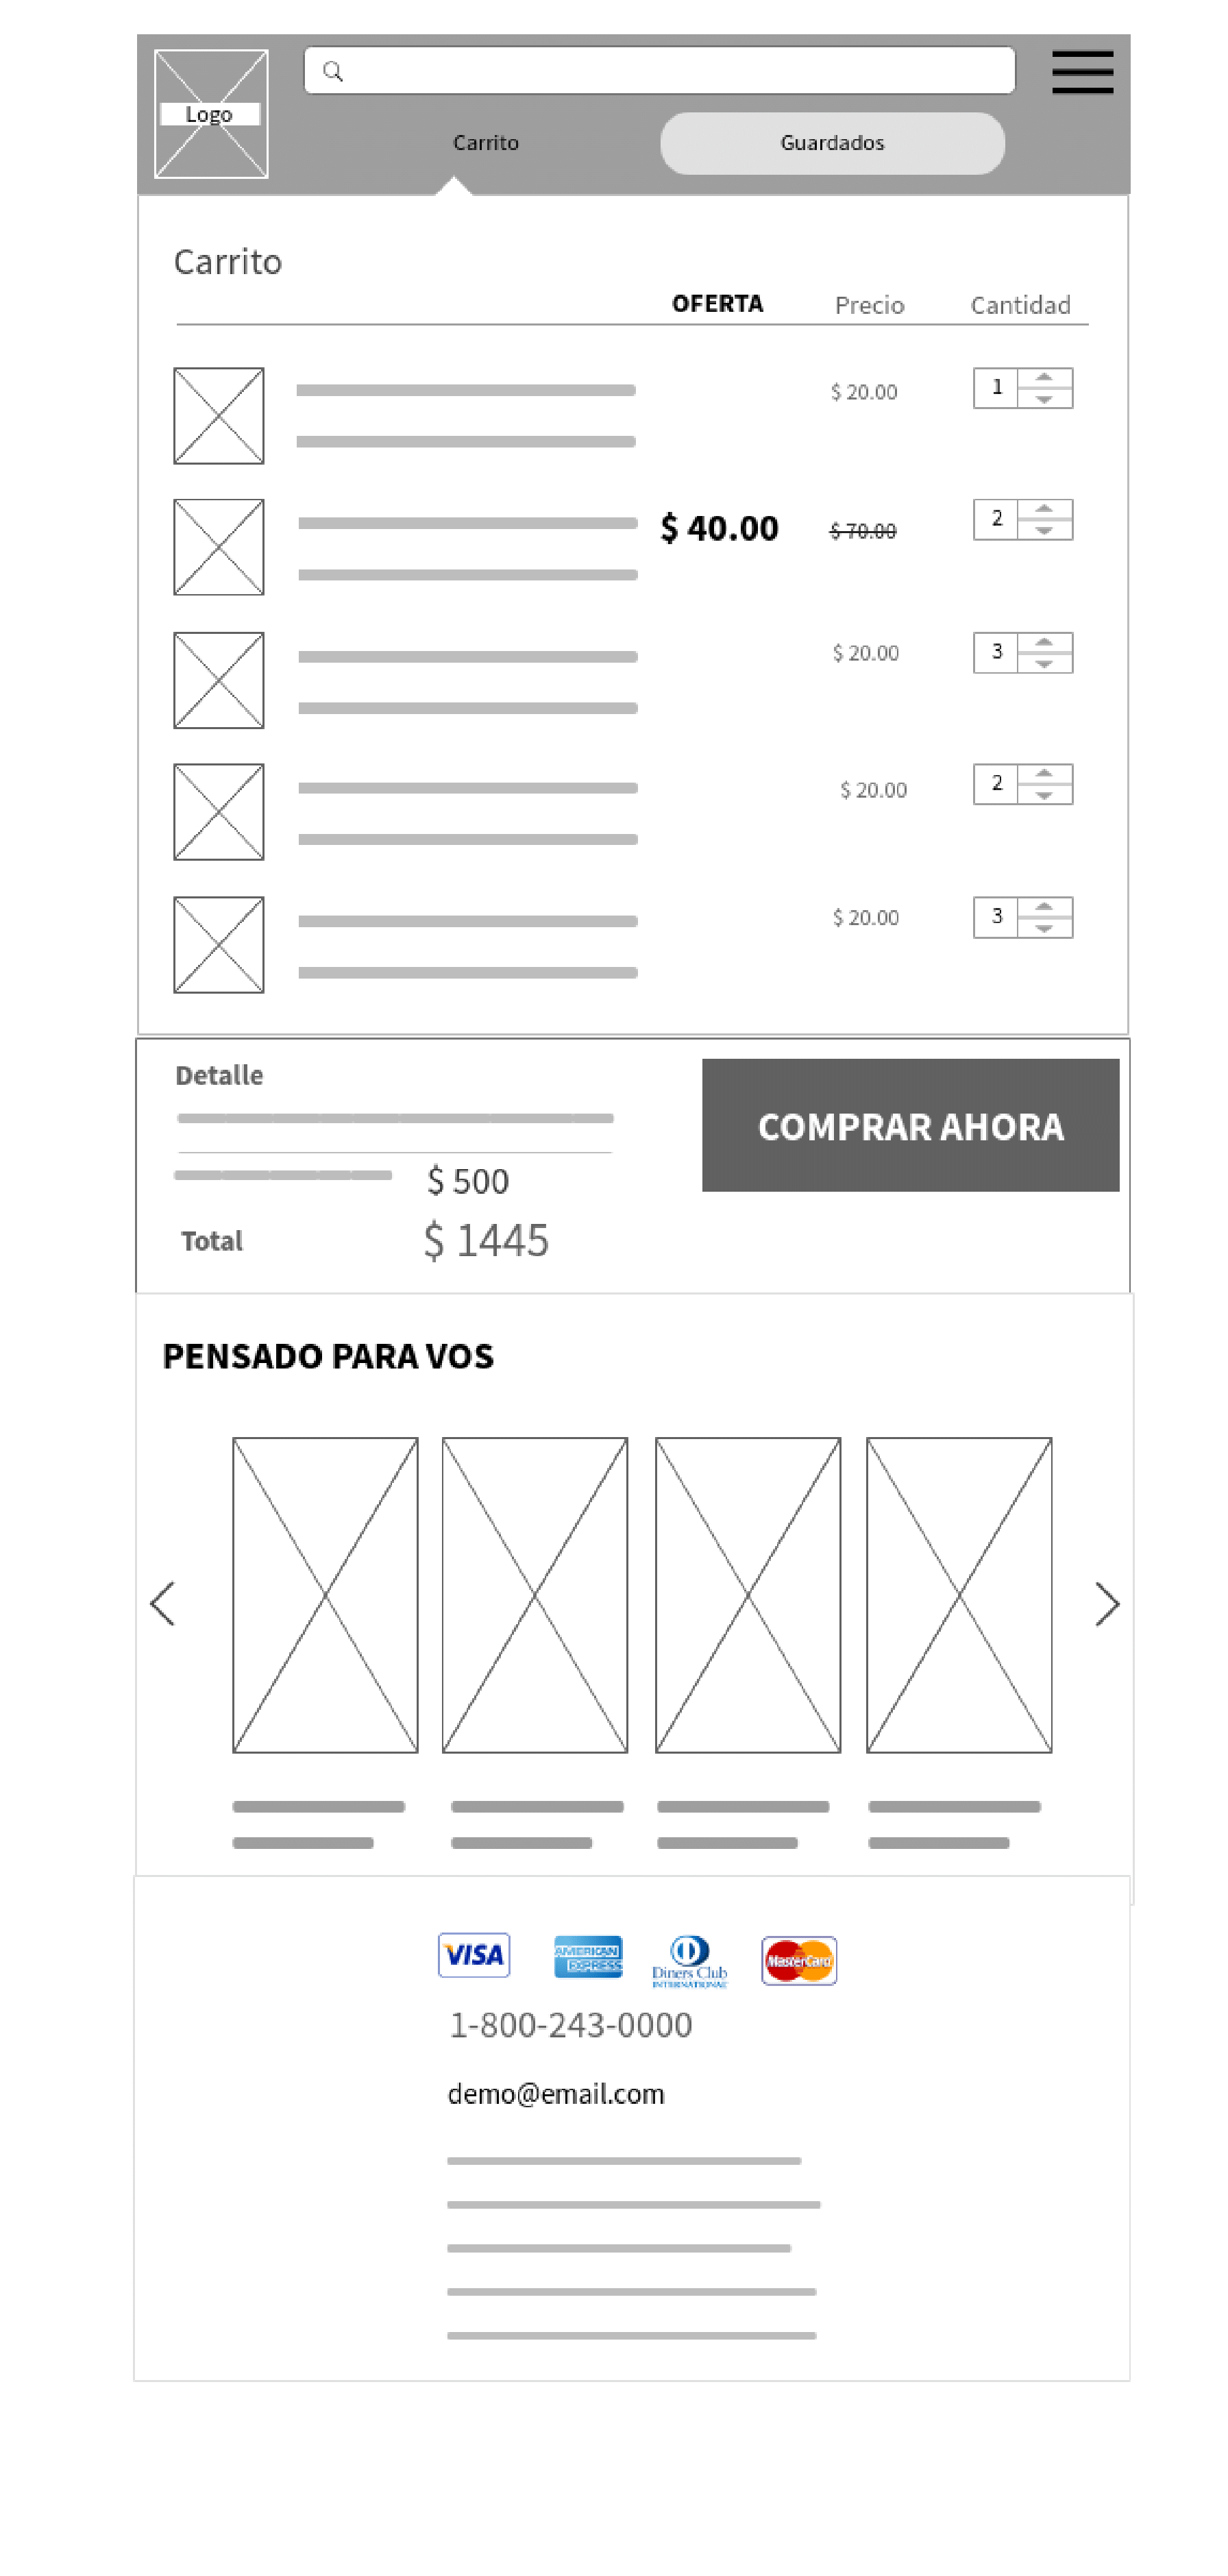 Logo
Carrito
Guardados
Carrito
OFERTA Precio Cantidad
$ 20.00 1
$ 40.00 $ 70.00 2
$ 20.00 3
$ 20.00 2
$ 20.00 3
Detalle
COMPRAR AHORA
$ 500
Total $ 1445
PENSADO PARA VOS
VISA
AMERICAN EXPRESS
Diners Club INTERNATIONAL
MasterCard
1-800-243-0000
demo@email.com